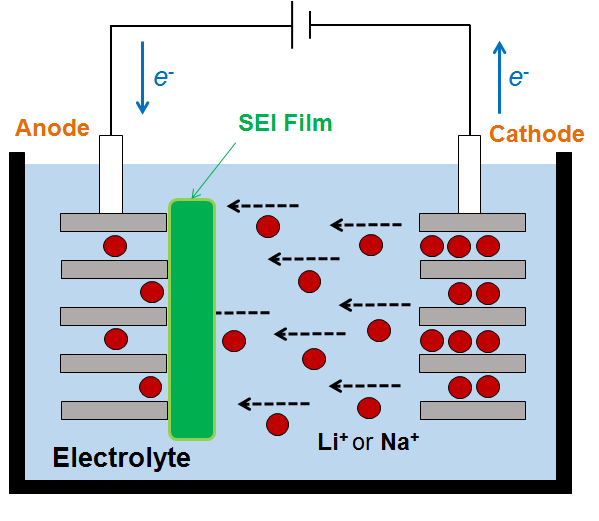 e-
e-
SEI Film
Anode
Cathode
Li+ or Na+
Electrolyte